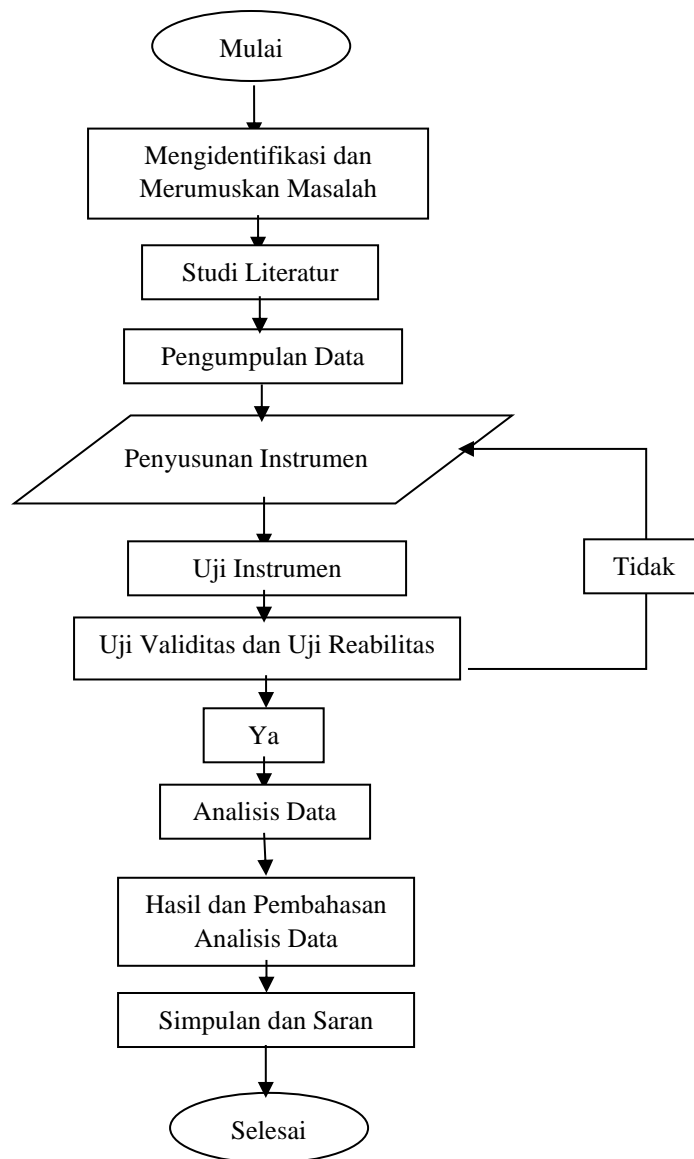 Mulai
Mengidentifikasi dan
Merumuskan Masalah
Studi Literatur
Pengumpulan Data
Penyusunan Instrumen
Uji Instrumen
Tidak
Uji Validitas dan Uji Reabilitas
Ya
Analisis Data
Hasil dan Pembahasan
Analisis Data
Simpulan dan Saran
Selesai